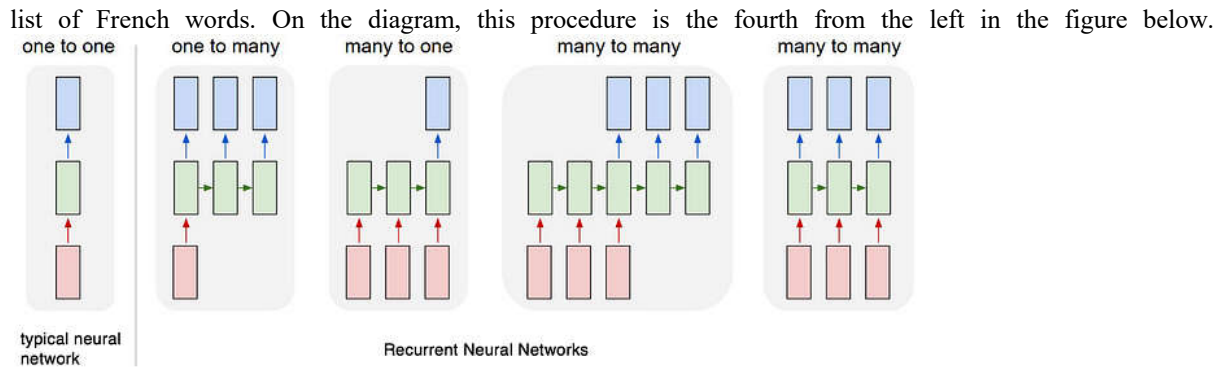 list of French words. On the diagram, this procedure is the fourth from the left in the figure below.
one to one one to many many to one many to many many to many
typical neural
network
Recurrent Neural Networks